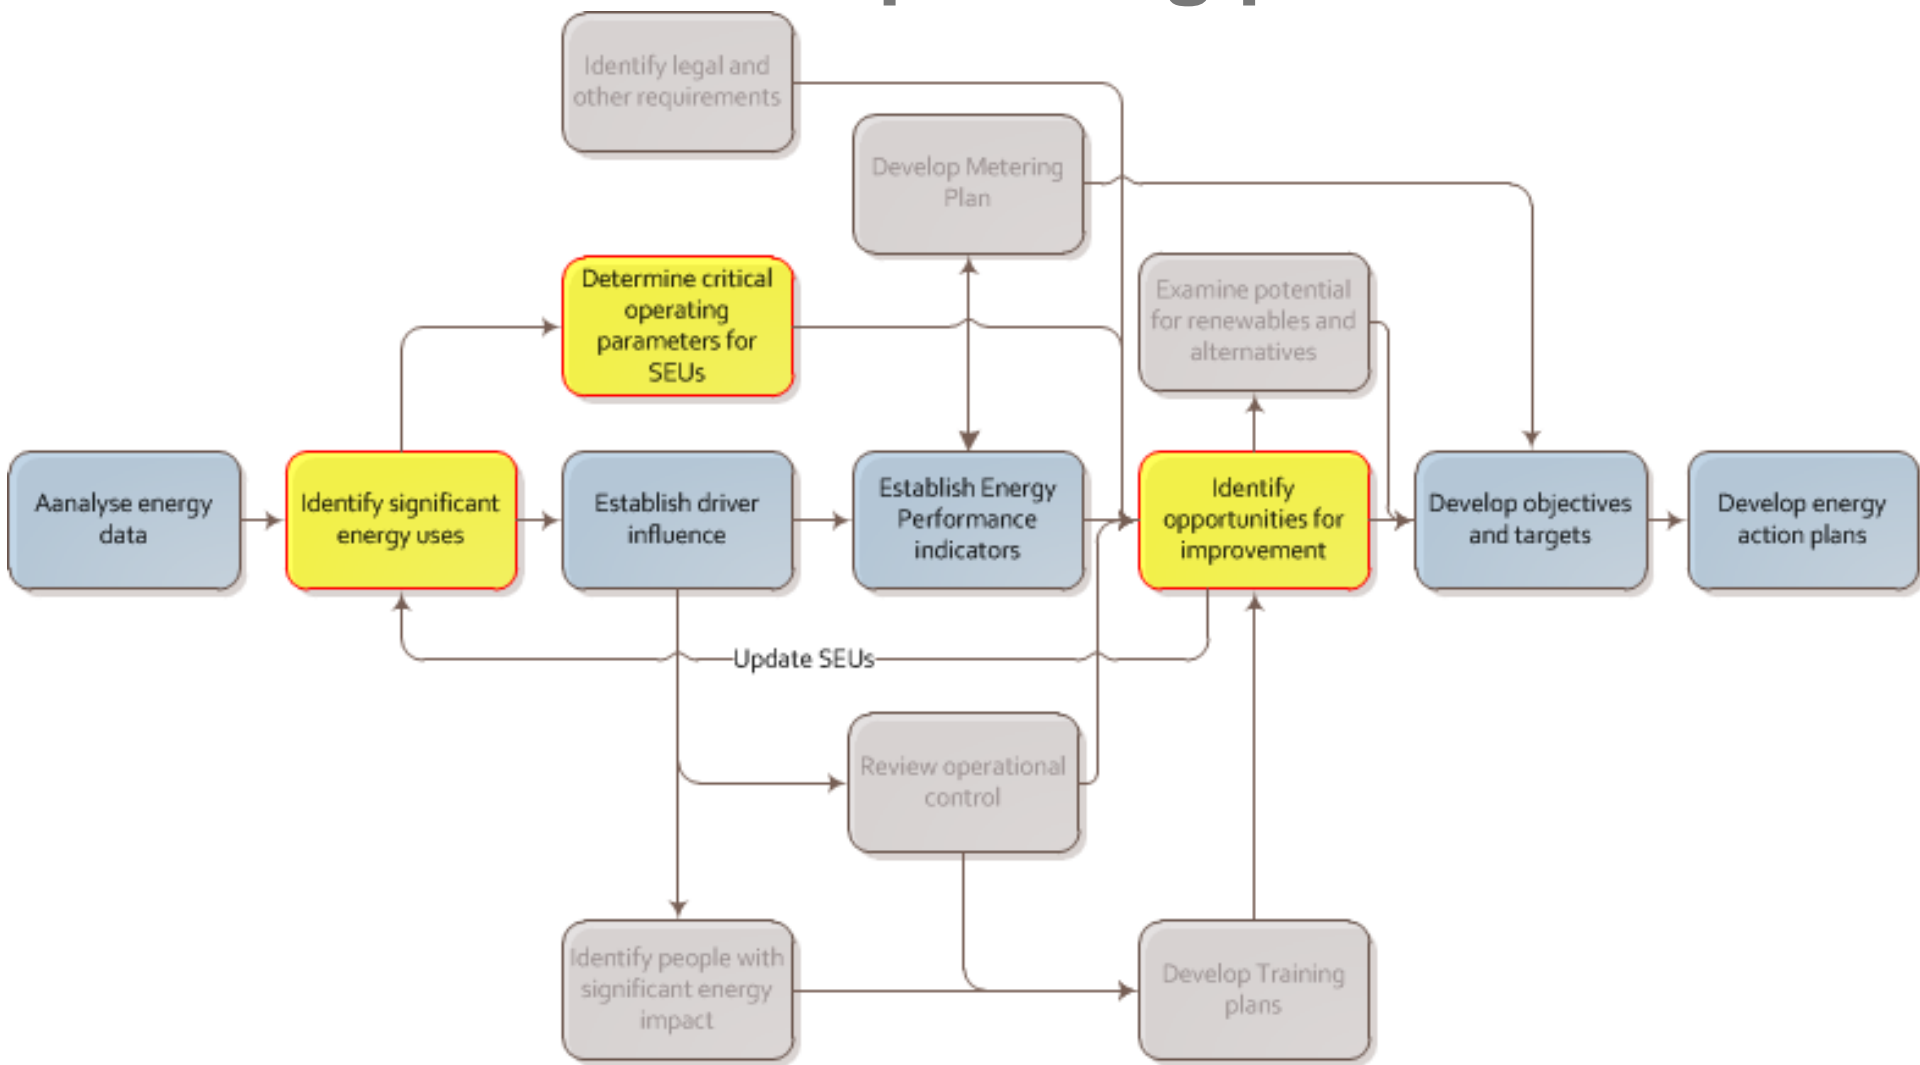 Identify legal and
other requirements
Develop Metering
Plan
Determine critical
operating
parameters for
SEUs
Examine potential
for renewables and
alternatives
Aanalyse energy
data
Identify significant
energy uses
Establish driver
influence
Establish Energy
Performance
indicators
Identify
opportunities for
improvement
Develop objectives
and targets
Develop energy
action plans
Update SEUs
Review operational
control
Identify people with
significant energy
impact
Develop Training
plans